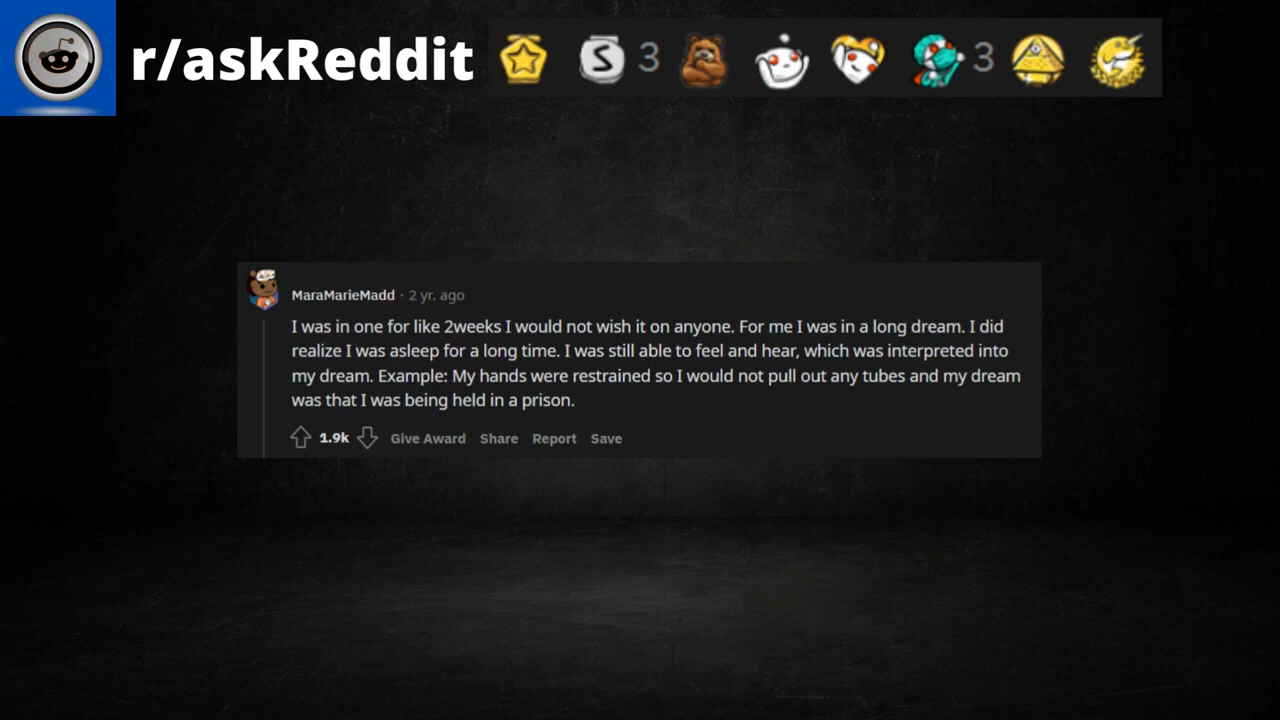 r/askReddit
S 3 3
MaraMarieMadd · 2 yr. ago
I was in one for like 2weeks I would not wish it on anyone. For me I was in a long dream. I did
realize I was asleep for a long time. I was still able to feel and hear, which was interpreted into
my dream. Example: My hands were restrained so I would not pull out any tubes and my dream
was that I was being held in a prison.
1.9k Give Award Share Report Save